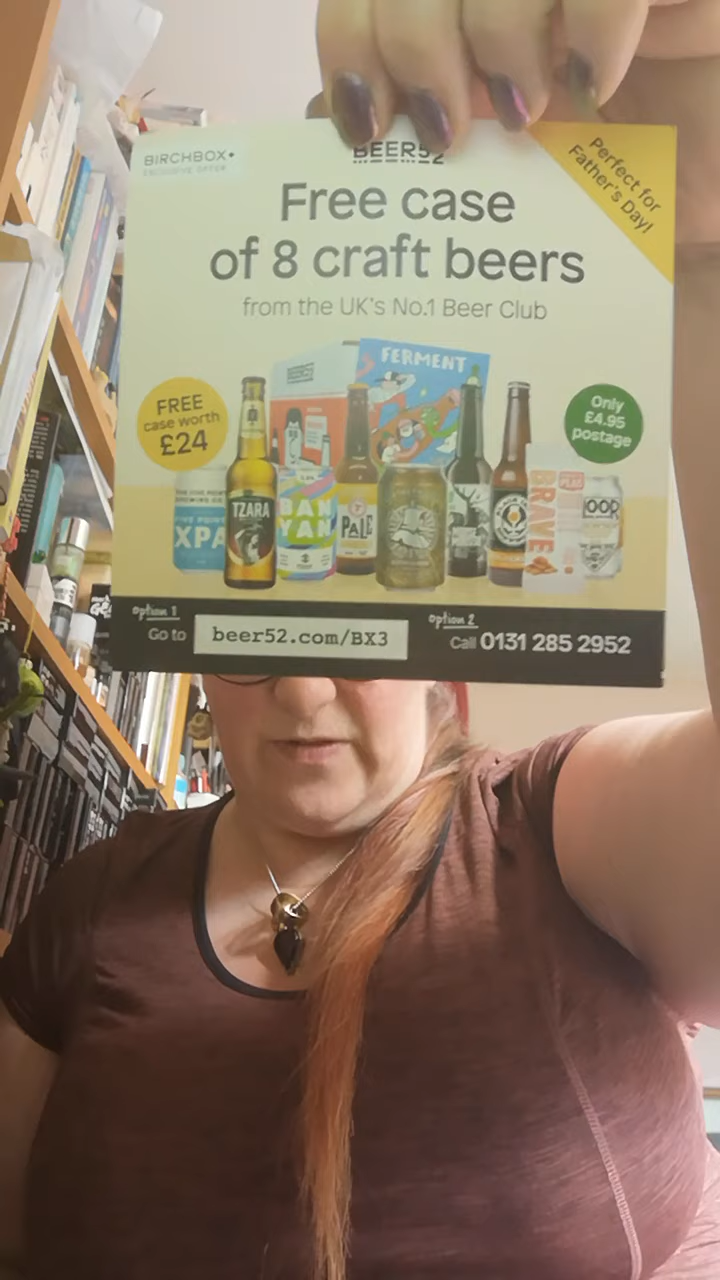 BIRCHBOX+
EXCLUSIVE OFFER
BEER52
Perfect for
Father's Day!
Free case
of 8 craft beers
from the UK's No.1 Beer Club
FERMENT
FREE
case worth
£24
Only
£4.95
postage
XPA
TZARA
BAN
YAN
PALE
BRAVE
option 1
Go to
beer52.com/BX3
option 2
Call 0131 285 2952